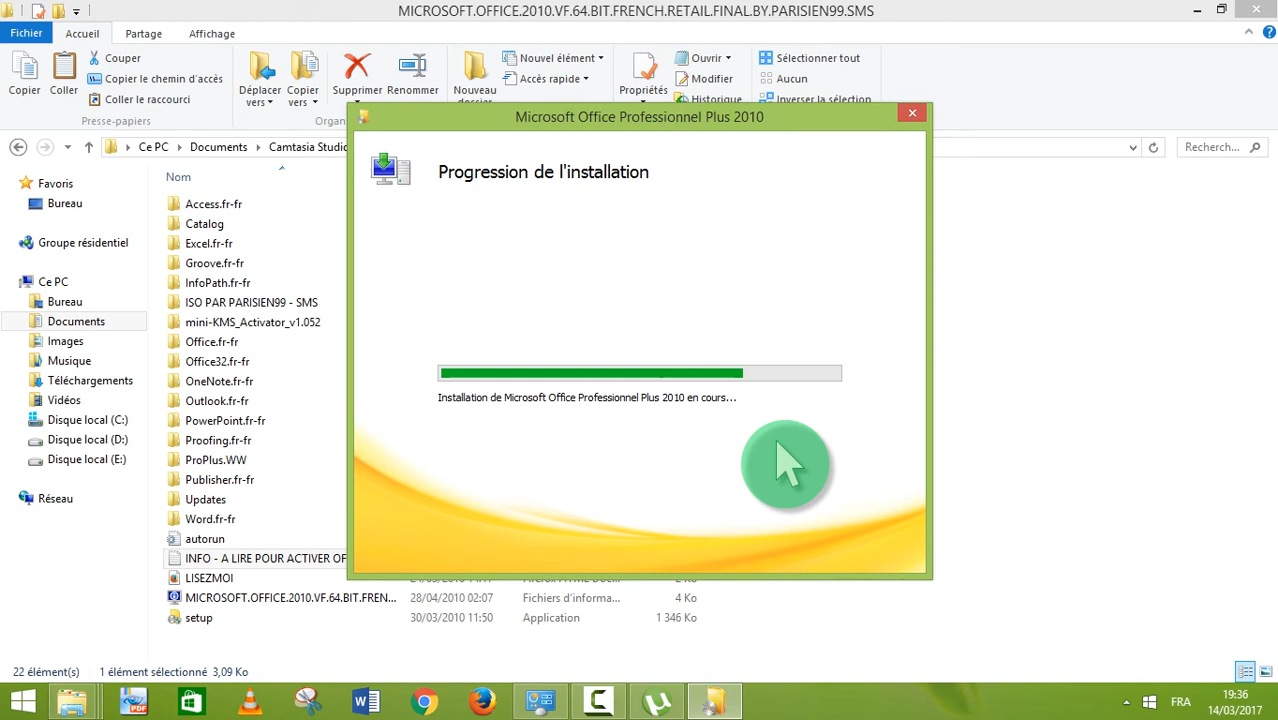 MICROSOFT.OFFICE.2010.VF.64.BIT.FRENCH.RETAIL.FINAL.BY.PARISIEN99.SMS
Fichier Accueil Partage Affichage
Copier
Coller
Couper
Copier le chemin d'accès
Coller le raccourci
Presse-papiers
Déplacer vers
Copier vers
Supprimer
Renommer
Organ
Nouveau
Nouvel élément
Accès rapide
Propriétés
Ouvrir
Modifier
Historique
Sélectionner tout
Aucun
Inverser la sélection
Ce PC Documents Camtasia Studio
Recherch...
Favoris
Bureau
Groupe résidentiel
Ce PC
Bureau
Documents
Images
Musique
Téléchargements
Vidéos
Disque local (C:)
Disque local (D:)
Disque local (E:)
Réseau
Nom
Access.fr-fr
Catalog
Excel.fr-fr
Groove.fr-fr
InfoPath.fr-fr
ISO PAR PARISIEN99 - SMS
mini-KMS_Activator_v1.052
Office.fr-fr
Office32.fr-fr
OneNote.fr-fr
Outlook.fr-fr
PowerPoint.fr-fr
Proofing.fr-fr
ProPlus.WW
Publisher.fr-fr
Updates
Word.fr-fr
autorun
INFO - A LIRE POUR ACTIVER OF
LISEZMOI
MICROSOFT.OFFICE.2010.VF.64.BIT.FREN... 28/04/2010 02:07 Fichiers d'informa... 4 Ko
setup 30/03/2010 11:50 Application 1 346 Ko
Microsoft Office Professionnel Plus 2010
Progression de l'installation
Installation de Microsoft Office Professionnel Plus 2010 en cours...
22 élément(s) 1 élément sélectionné 3,09 Ko
FRA
19:36
14/03/2017